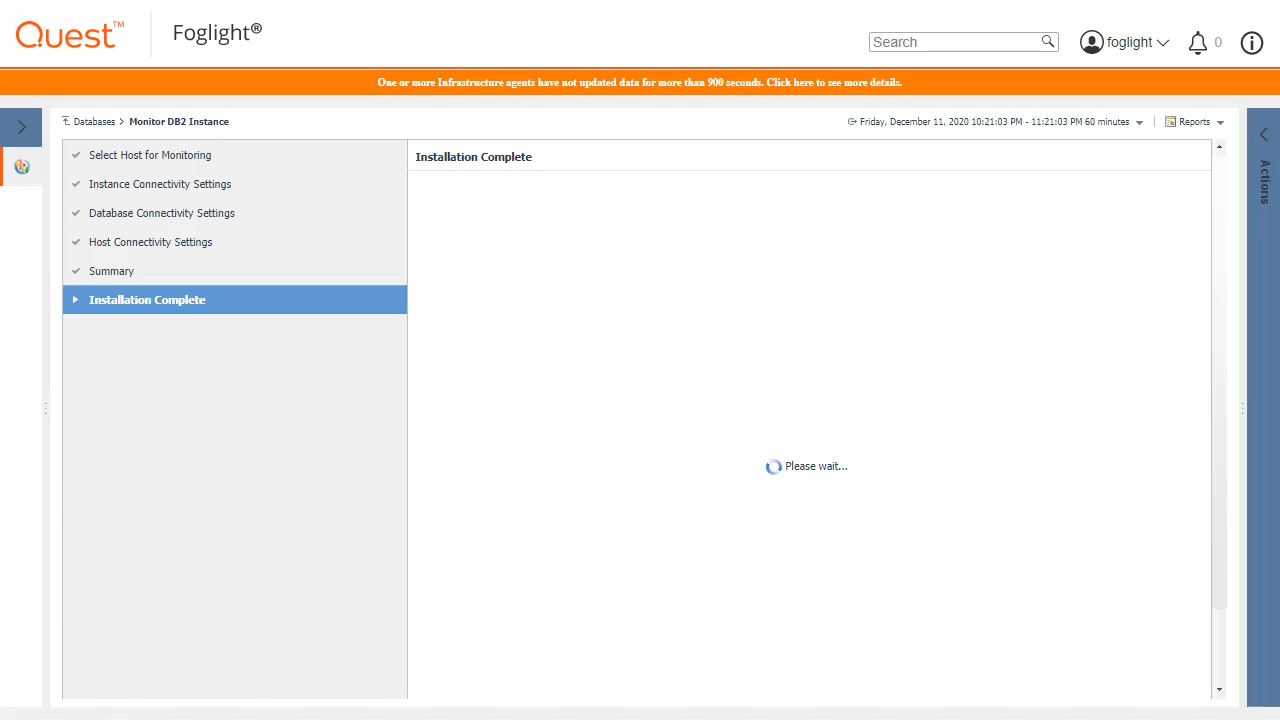 Quest™
Foglight®
Search
foglight
0
One or more Infrastructure agents have not updated data for more than 900 seconds. Click here to see more details.
Databases
Monitor DB2 Instance
Friday, December 11, 2020 10:21:03 PM - 11:21:03 PM 60 minutes
Reports
Select Host for Monitoring
Instance Connectivity Settings
Database Connectivity Settings
Host Connectivity Settings
Summary
Installation Complete
Installation Complete
Please wait...
Actions